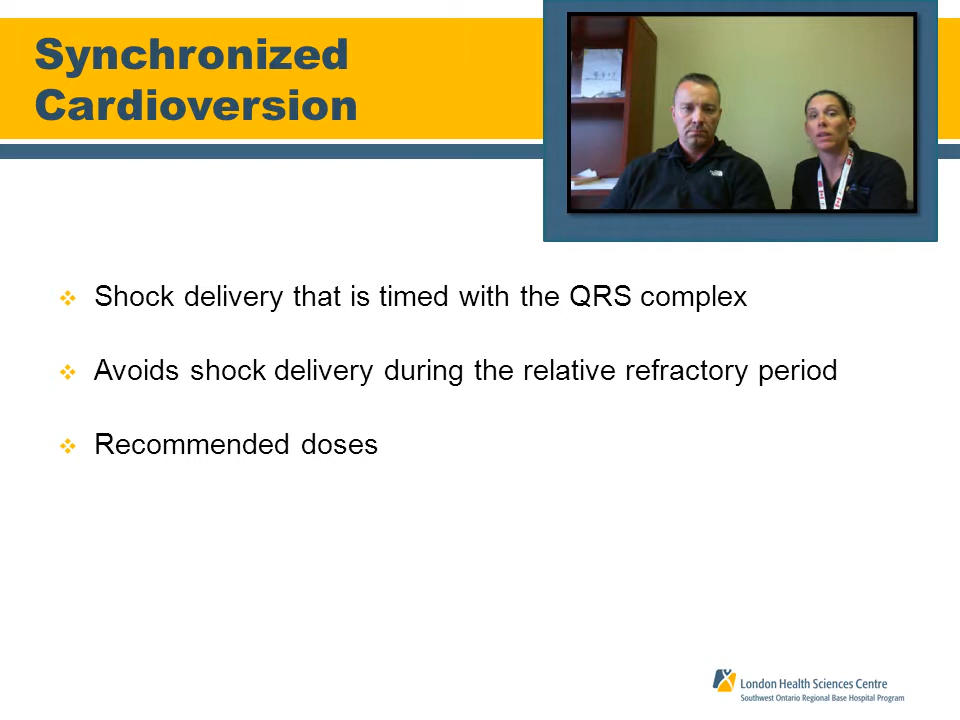 Synchronized
Cardioversion
Shock delivery that is timed with the QRS complex
Avoids shock delivery during the relative refractory period
Recommended doses
London Health Sciences Centre
Southwest Ontario Regional Base Hospital Program